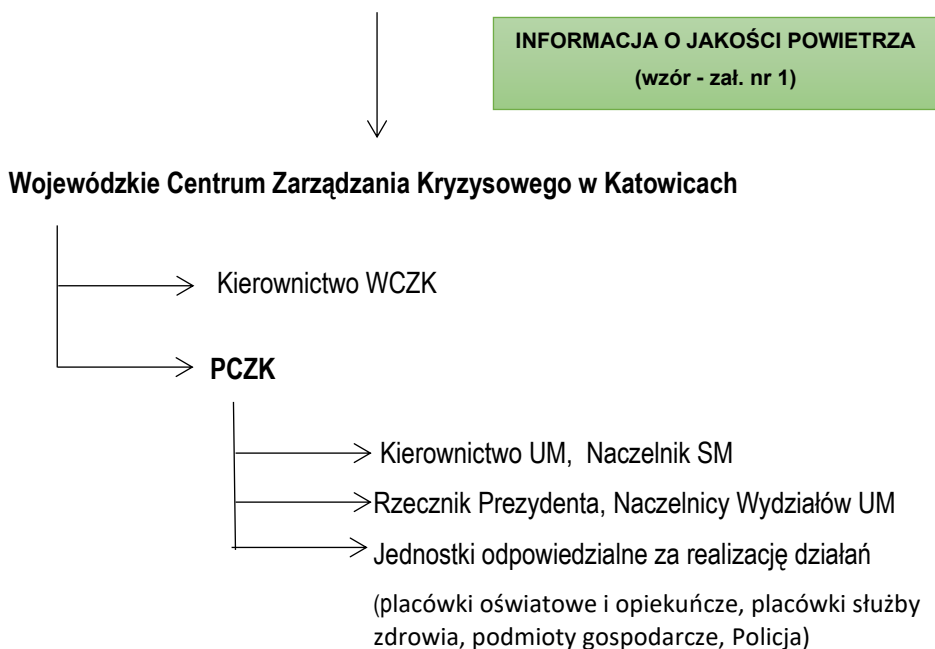 INFORMACJA O JAKOŚCI POWIETRZA
(wzór - zał. nr 1)
Wojewódzkie Centrum Zarządzania Kryzysowego w Katowicach
Kierownictwo WCZK
PCZK
Kierownictwo UM, Naczelnik SM
Rzecznik Prezydenta, Naczelnicy Wydziałów UM
Jednostki odpowiedzialne za realizację działań
(placówki oświatowe i opiekuńcze, placówki służby
zdrowia, podmioty gospodarcze, Policja)